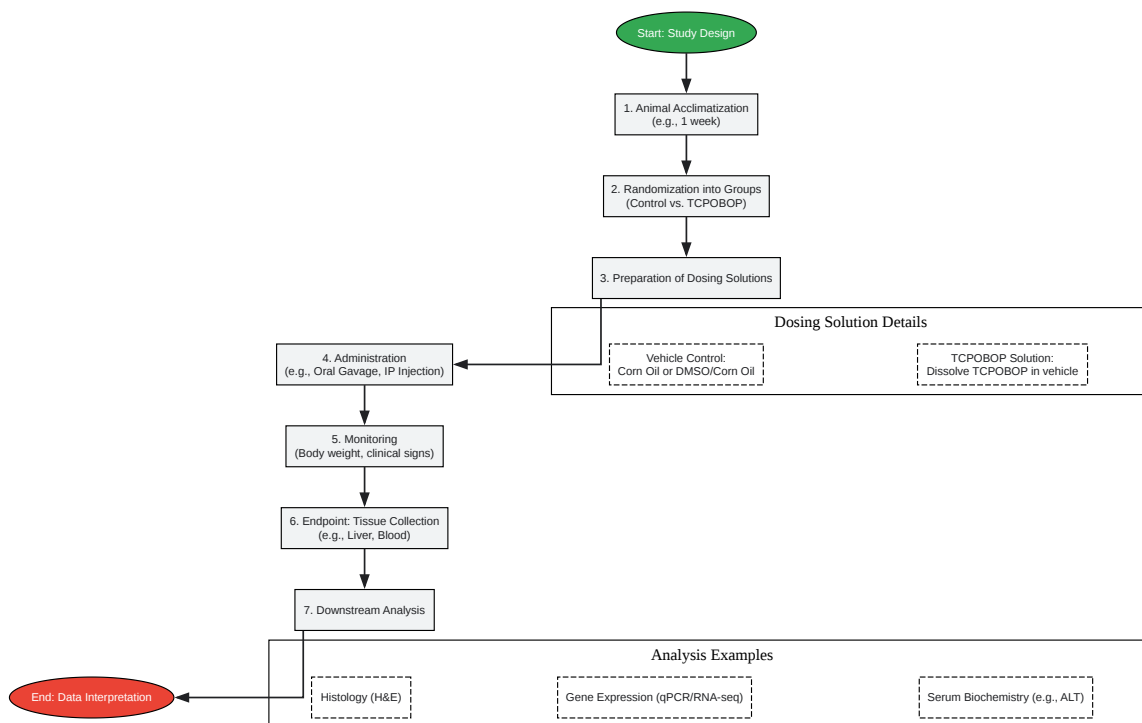 Start: Study Design
1. Animal Acclimatization
(e.g., 1 week)
2. Randomization into Groups
(Control vs. TCPOBOP)
3. Preparation of Dosing Solutions
Dosing Solution Details
Vehicle Control:
Corn Oil or DMSO/Corn Oil
TCPOBOP Solution:
Dissolve TCPOBOP in vehicle
4. Administration
(e.g., Oral Gavage, IP Injection)
5. Monitoring
(Body weight, clinical signs)
6. Endpoint: Tissue Collection
(e.g., Liver, Blood)
7. Downstream Analysis
Analysis Examples
Histology (H&E)
Gene Expression (qPCR/RNA-seq)
Serum Biochemistry (e.g., ALT)
End: Data Interpretation